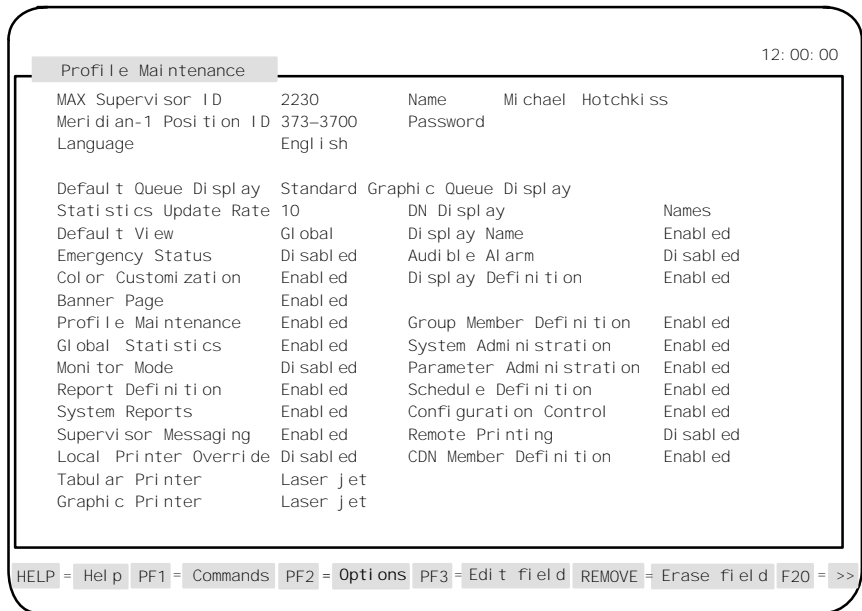 12:00:00
Profile Maintenance
MAX Supervisor ID 2230 Name Michael Hotchkiss
Meridian-1 Position ID 373–3700 Password
Language English
Default Queue Display Standard Graphic Queue Display
Statistics Update Rate 10 DN Display Names
Default View Global Display Name Enabled
Emergency Status Disabled Audible Alarm Disabled
Color Customization Enabled Display Definition Enabled
Banner Page Enabled
Profile Maintenance Enabled Group Member Definition Enabled
Global Statistics Enabled System Administration Enabled
Monitor Mode Disabled Parameter Administration Enabled
Report Definition Enabled Schedule Definition Enabled
System Reports Enabled Configuration Control Enabled
Supervisor Messaging Enabled Remote Printing Disabled
Local Printer Override Disabled CDN Member Definition Enabled
Tabular Printer Laser jet
Graphic Printer Laser jet
HELP = Help PF1 = Commands PF2 = Options PF3 = Edit field REMOVE = Erase field F20 = >>